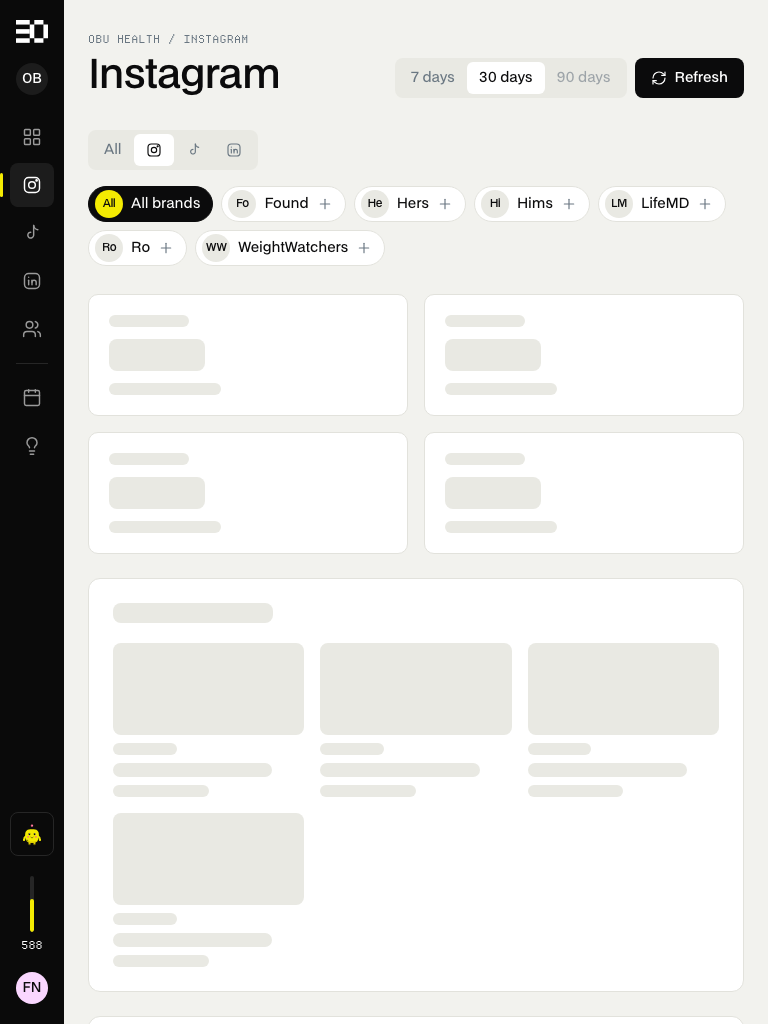 OBU HEALTH / INSTAGRAM
Instagram
7 days 30 days 90 days Refresh
OB
All
All All brands Fo Found He Hers Hi Hims LM LifeMD
Ro Ro WW WeightWatchers
588
FN